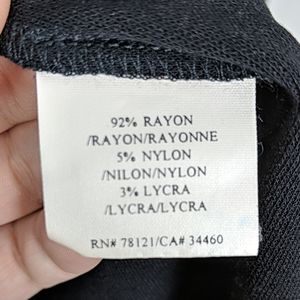 92% RAYON
/RAYON/RAYONNE
5% NYLON
/NILON/NYLON
3% LYCRA
/LYCRA/LYCRA
RN# 78121/CA# 34460